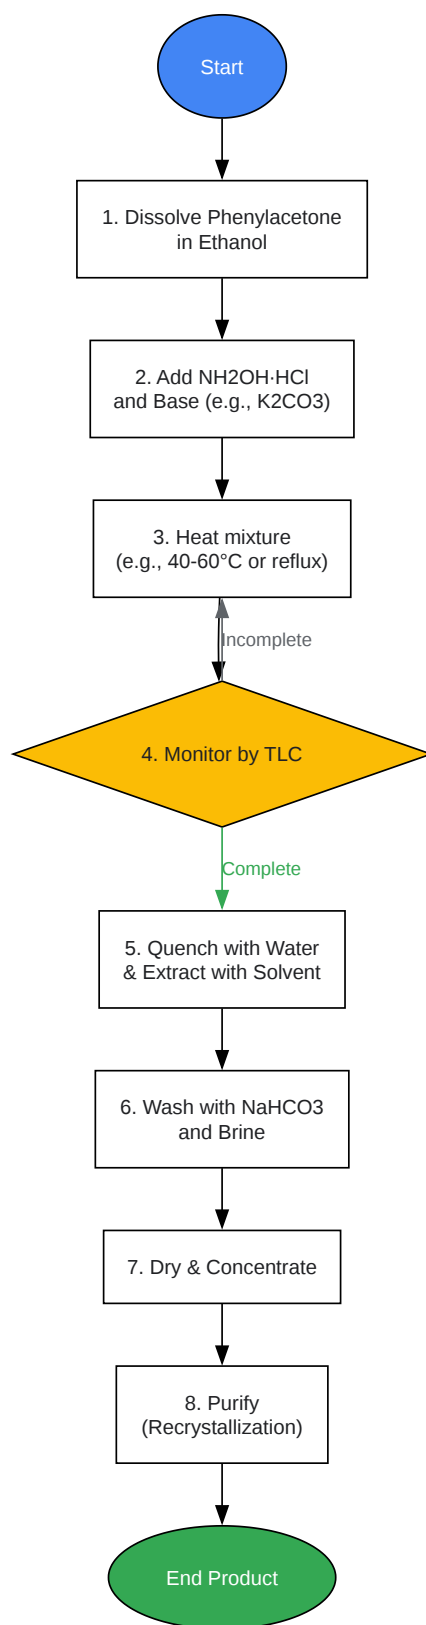 Start
1. Dissolve Phenylacetone
in Ethanol
2. Add NH2OH·HCl
and Base (e.g., K2CO3)
3. Heat mixture
(e.g., 40-60°C or reflux)
Incomplete
4. Monitor by TLC
Complete
5. Quench with Water
& Extract with Solvent
6. Wash with NaHCO3
and Brine
7. Dry & Concentrate
8. Purify
(Recrystallization)
End Product